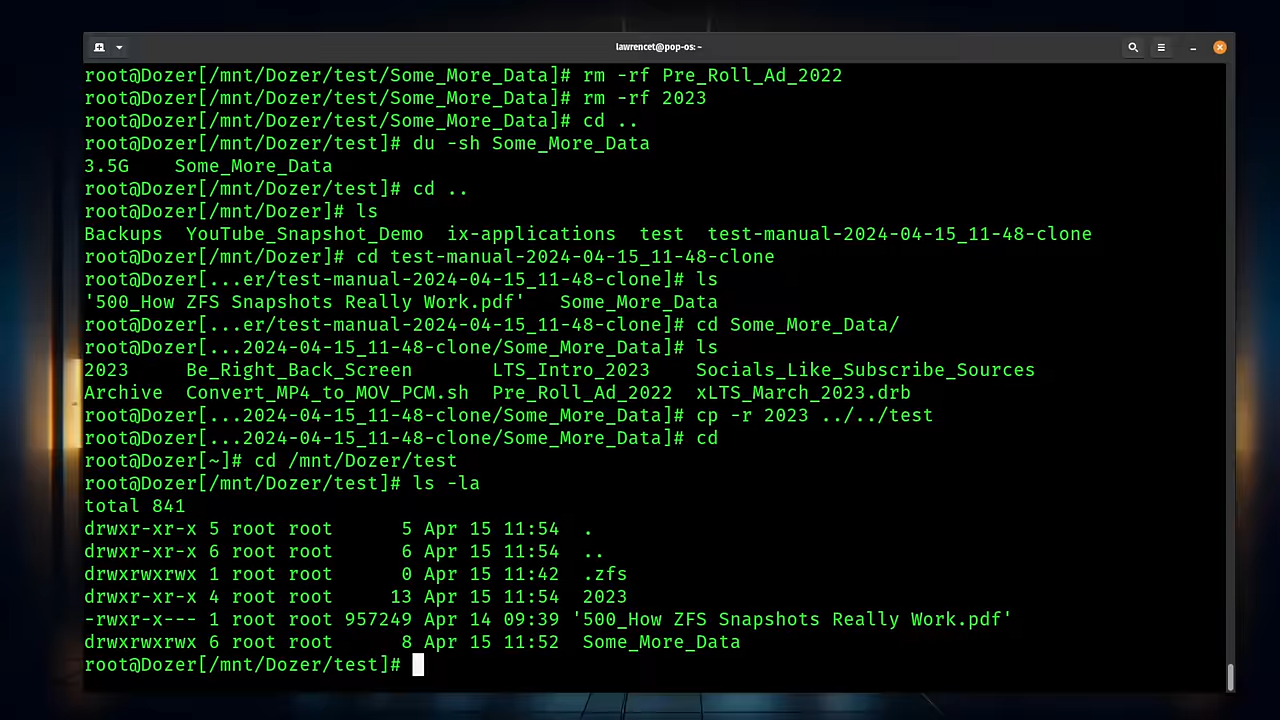 lawrencet@pop-os: ~
root@Dozer[/mnt/Dozer/test/Some_More_Data]# rm -rf Pre_Roll_Ad_2022
root@Dozer[/mnt/Dozer/test/Some_More_Data]# rm -rf 2023
root@Dozer[/mnt/Dozer/test/Some_More_Data]# cd ..
root@Dozer[/mnt/Dozer/test]# du -sh Some_More_Data
3.5G    Some_More_Data
root@Dozer[/mnt/Dozer/test]# cd ..
root@Dozer[/mnt/Dozer]# ls
Backups  YouTube_Snapshot_Demo  ix-applications  test  test-manual-2024-04-15_11-48-clone
root@Dozer[/mnt/Dozer]# cd test-manual-2024-04-15_11-48-clone
root@Dozer[...er/test-manual-2024-04-15_11-48-clone]# ls
'500_How ZFS Snapshots Really Work.pdf'   Some_More_Data
root@Dozer[...er/test-manual-2024-04-15_11-48-clone]# cd Some_More_Data/
root@Dozer[...2024-04-15_11-48-clone/Some_More_Data]# ls
2023     Be_Right_Back_Screen       LTS_Intro_2023    Socials_Like_Subscribe_Sources
Archive  Convert_MP4_to_MOV_PCM.sh  Pre_Roll_Ad_2022  xLTS_March_2023.drb
root@Dozer[...2024-04-15_11-48-clone/Some_More_Data]# cp -r 2023 ../../test
root@Dozer[...2024-04-15_11-48-clone/Some_More_Data]# cd
root@Dozer[~]# cd /mnt/Dozer/test
root@Dozer[/mnt/Dozer/test]# ls -la
total 841
drwxr-xr-x 5 root root      5 Apr 15 11:54  .
drwxr-xr-x 6 root root      6 Apr 15 11:54  ..
drwxrwxrwx 1 root root      0 Apr 15 11:42  .zfs
drwxr-xr-x 4 root root     13 Apr 15 11:54  2023
-rwxr-x--- 1 root root 957249 Apr 14 09:39 '500_How ZFS Snapshots Really Work.pdf'
drwxrwxrwx 6 root root      8 Apr 15 11:52  Some_More_Data
root@Dozer[/mnt/Dozer/test]#